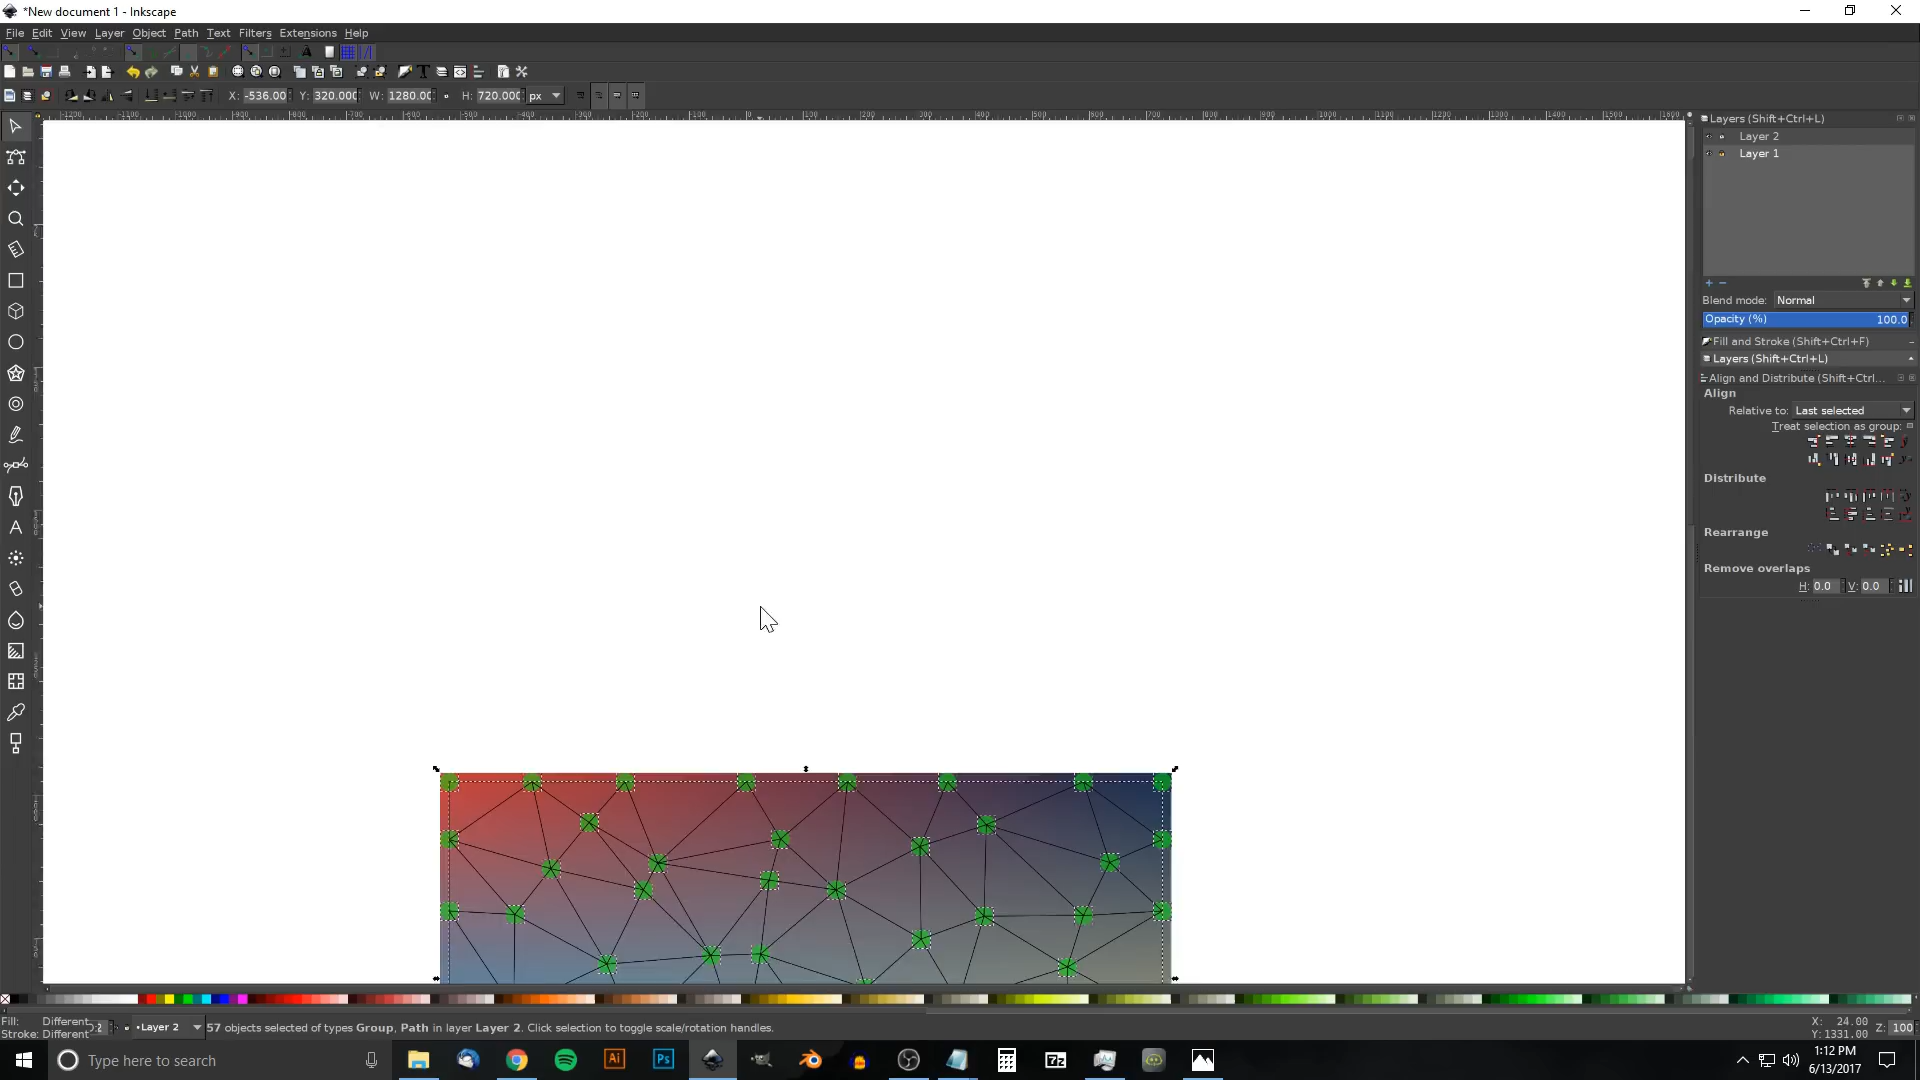 *New document 1 - Inkscape
File Edit View Layer Object Path Text Filters Extensions Help
X: -536.00 Y: 320.000 W: 1280.00 H: 720.000 px
Layers (Shift+Ctrl+L)
Layer 2
Layer 1
Blend mode: Normal
Opacity (%) 100.0
Fill and Stroke (Shift+Ctrl+F)
Layers (Shift+Ctrl+L)
Align and Distribute (Shift+Ctrl...
Align
Relative to: Last selected
Treat selection as group:
Distribute
Rearrange
Remove overlaps
H: 0.0 V: 0.0
Fill: Different
Stroke: Different
•Layer 2
57 objects selected of types Group, Path in layer Layer 2. Click selection to toggle scale/rotation handles.
X: 24.00
Y: 1331.00
Z: 100
Type here to search
Ai
Ps
7z
1:12 PM
6/13/2017